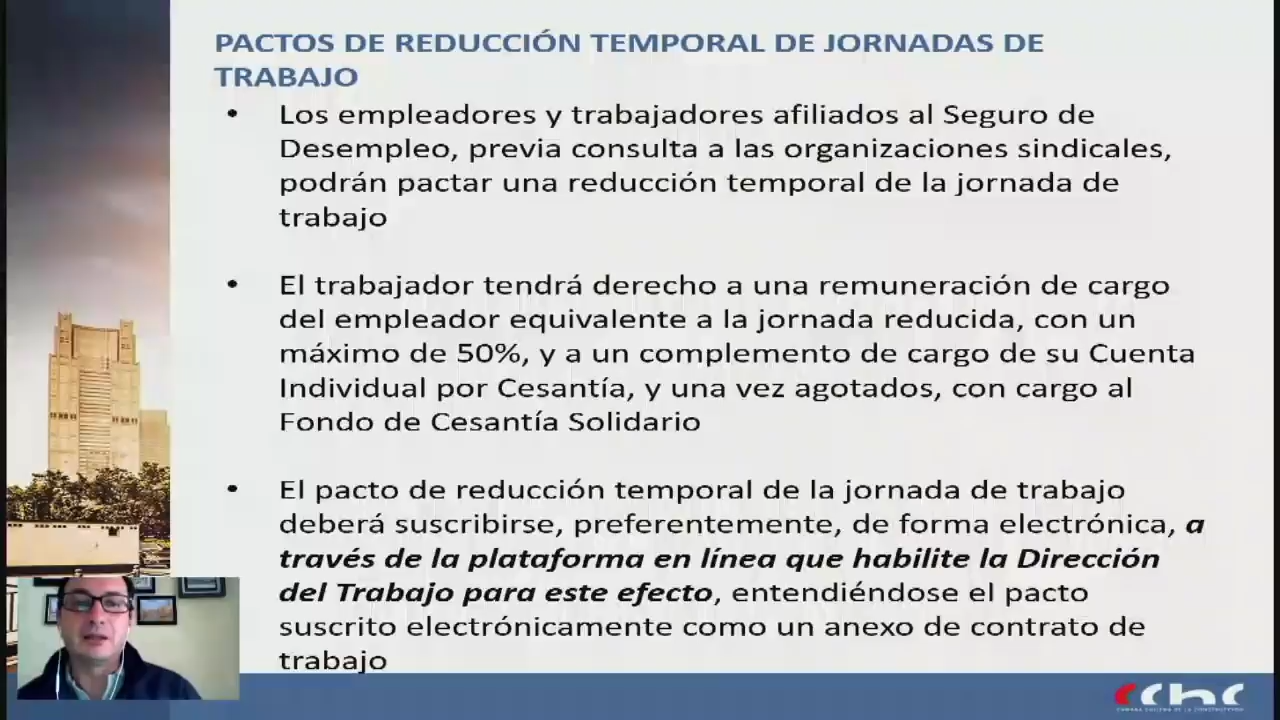 PACTOS DE REDUCCIÓN TEMPORAL DE JORNADAS DE
TRABAJO
• Los empleadores y trabajadores afiliados al Seguro de
Desempleo, previa consulta a las organizaciones sindicales,
podrán pactar una reducción temporal de la jornada de
trabajo
• El trabajador tendrá derecho a una remuneración de cargo
del empleador equivalente a la jornada reducida, con un
máximo de 50%, y a un complemento de cargo de su Cuenta
Individual por Cesantía, y una vez agotados, con cargo al
Fondo de Cesantía Solidario
• El pacto de reducción temporal de la jornada de trabajo
deberá suscribirse, preferentemente, de forma electrónica, a
través de la plataforma en línea que habilite la Dirección
del Trabajo para este efecto, entendiéndose el pacto
suscrito electrónicamente como un anexo de contrato de
trabajo
cchc